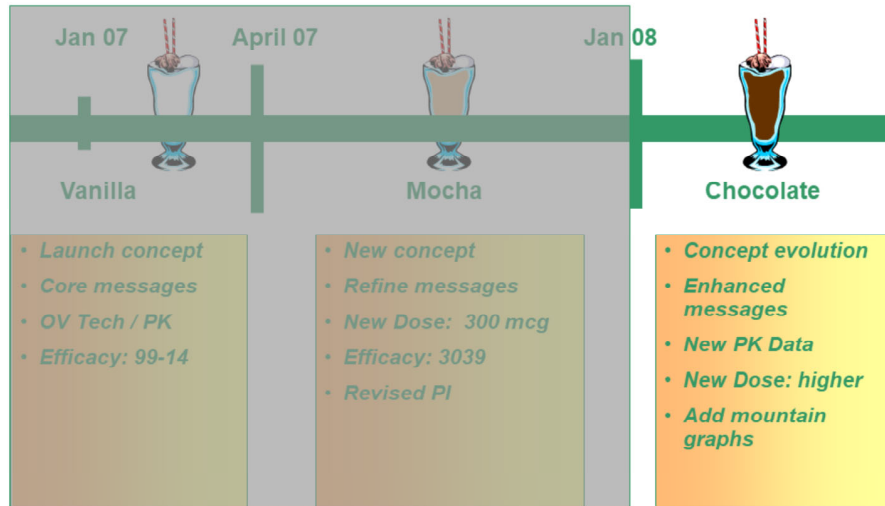 Jan 07
April 07
Jan 08
Vanilla
Mocha
Chocolate
• Launch concept
• Core messages
• OV Tech / PK
• Efficacy: 99-14
• New concept
• Refine messages
• New Dose: 300 mcg
• Efficacy: 3039
• Revised PI
• Concept evolution
• Enhanced
messages
• New PK Data
• New Dose: higher
• Add mountain
graphs